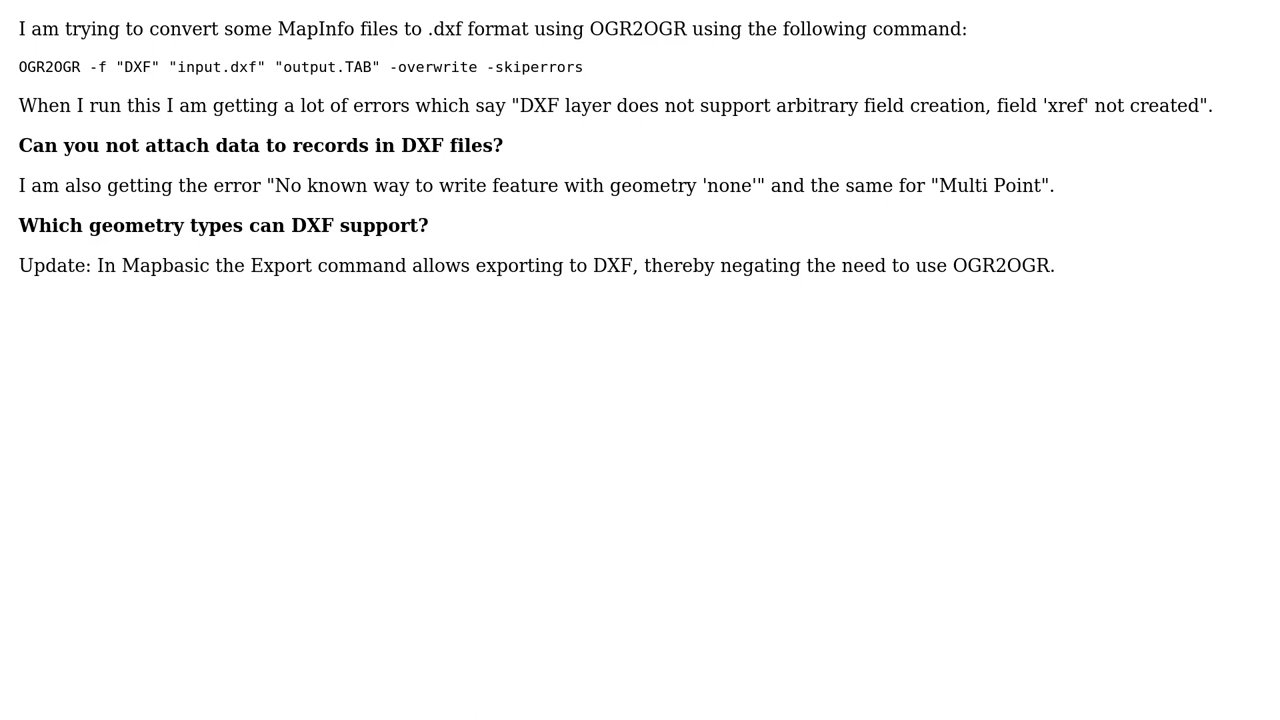 I am trying to convert some MapInfo files to .dxf format using OGR2OGR using the following command:
OGR2OGR -f "DXF" "input.dxf" "output.TAB" -overwrite -skiperrors
When I run this I am getting a lot of errors which say "DXF layer does not support arbitrary field creation, field 'xref' not created".
Can you not attach data to records in DXF files?
I am also getting the error "No known way to write feature with geometry 'none'" and the same for "Multi Point".
Which geometry types can DXF support?
Update: In Mapbasic the Export command allows exporting to DXF, thereby negating the need to use OGR2OGR.